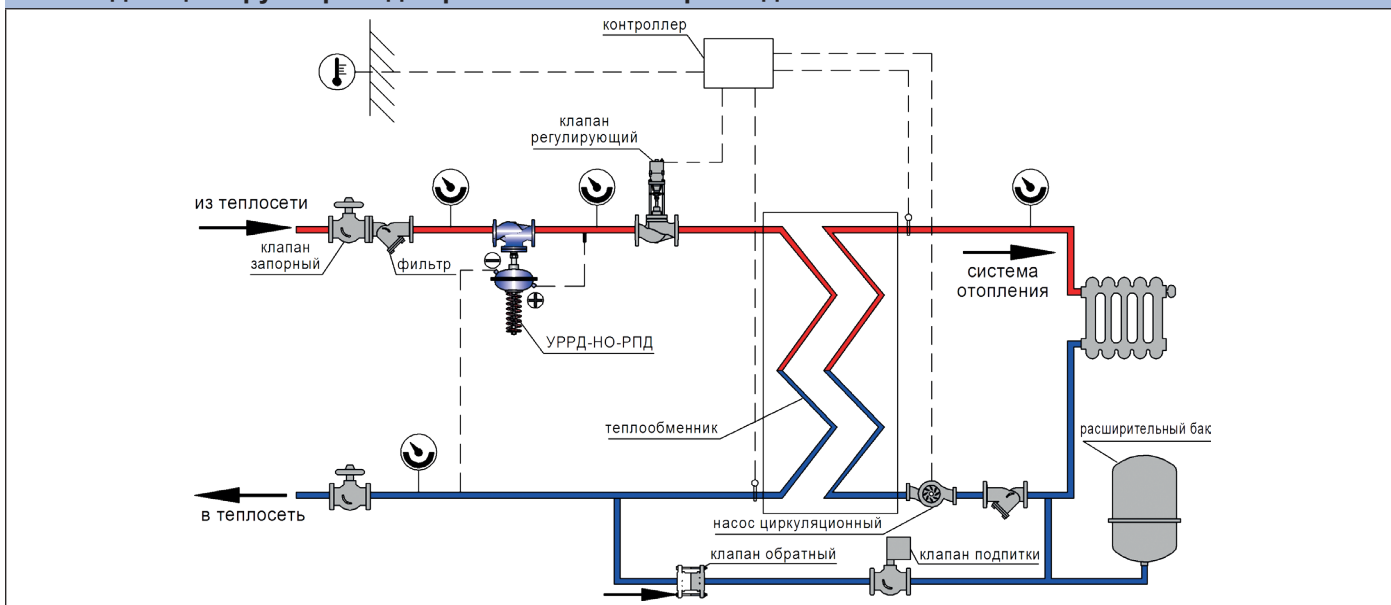 контроллер
клапан
регулирующий
из теплосети
клапан
запорный
фильтр
УРРД-НО-РПД
система
отопления
теплообменник
расширительный бак
в теплосеть
насос циркуляционный
клапан обратный
клапан подпитки